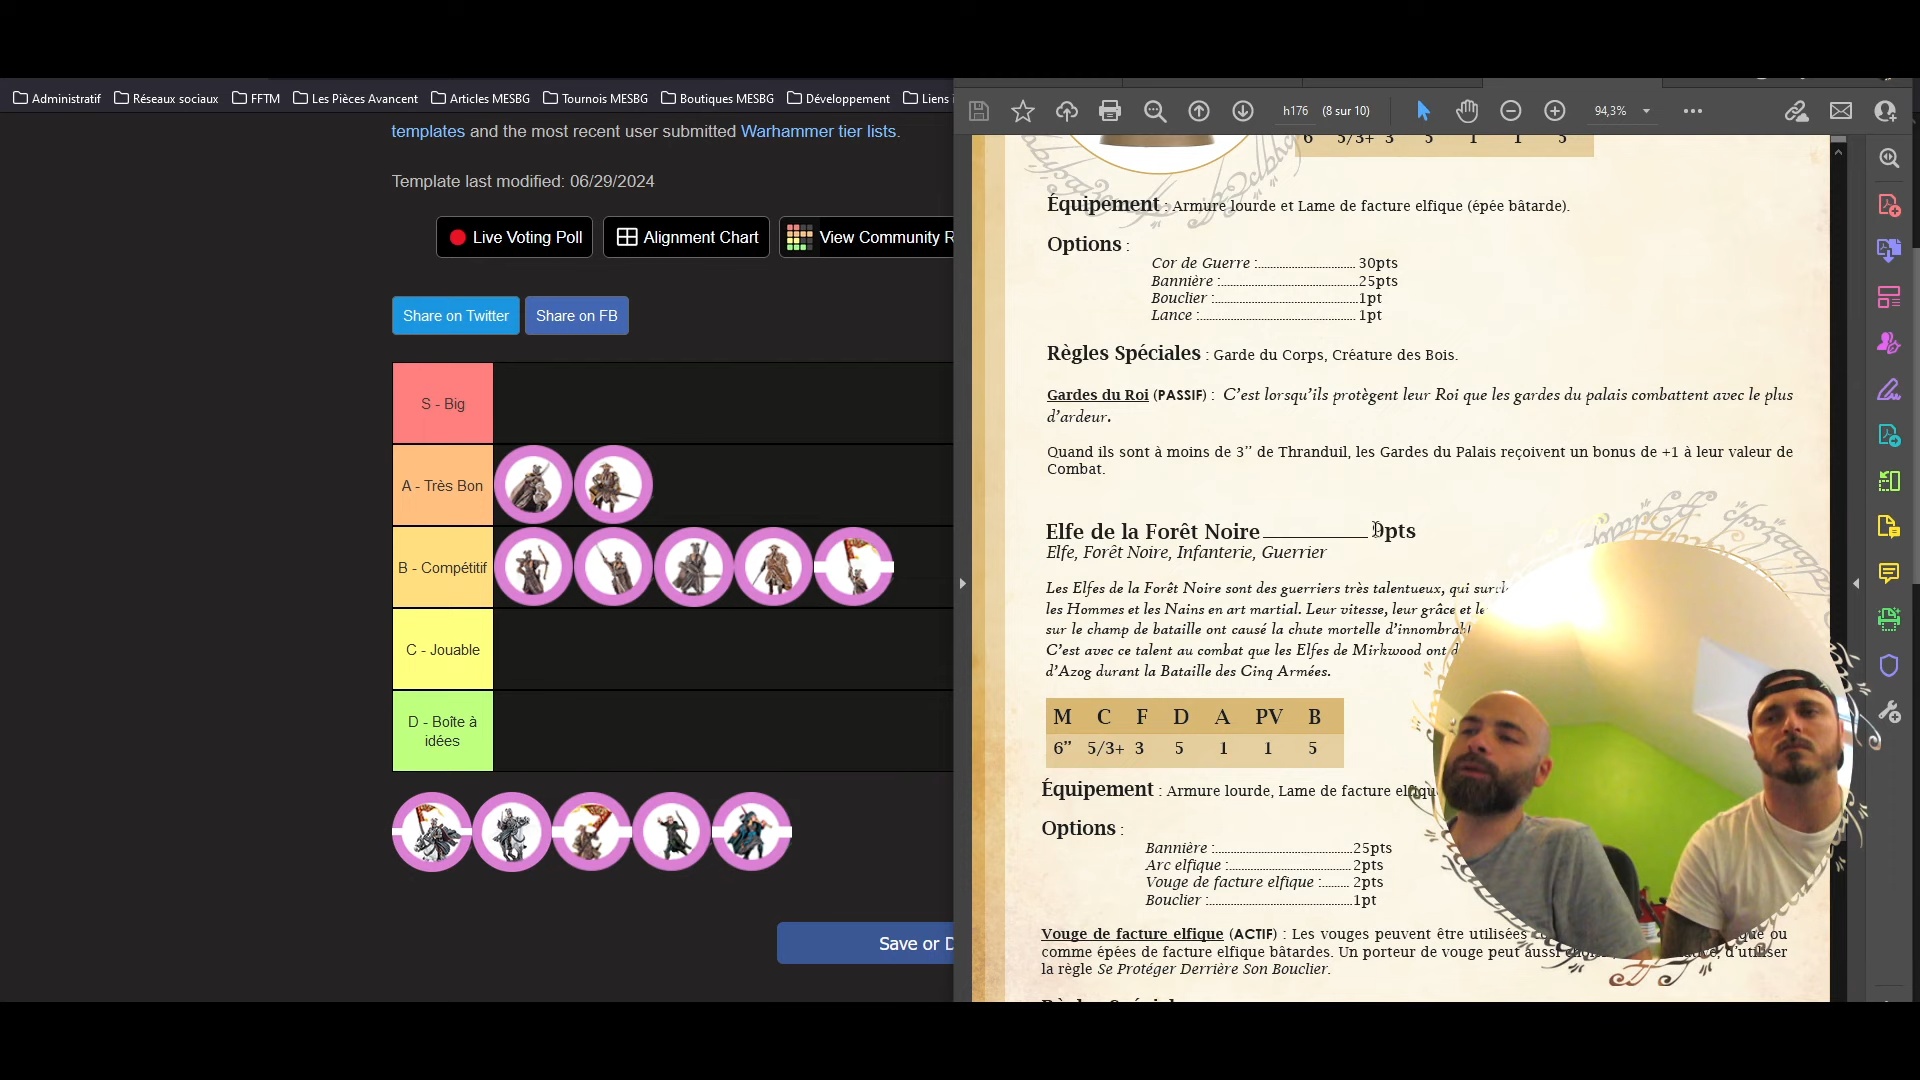 Administratif Réseaux sociaux FFTM Les Pièces Avancent Articles MESBG Tournois MESBG Boutiques MESBG Développement Liens
templates and the most recent user submitted Warhammer tier lists.
Template last modified: 06/29/2024
Live Voting Poll Alignment Chart View Community R
Share on Twitter Share on FB
S - Big
A - Très Bon
B - Compétitif
C - Jouable
D - Boîte à
idées
Save or D
h176 (8 sur 10) 94,3%
6 5/3+ 3 5 1 1 5
Équipement : Armure lourde et Lame de facture elfique (épée bâtarde).
Options :
Cor de Guerre : 30pts
Bannière : 25pts
Bouclier : 1pt
Lance : 1pt
Règles Spéciales : Garde du Corps, Créature des Bois.
Gardes du Roi (PASSIF) : C’est lorsqu’ils protègent leur Roi que les gardes du palais combattent avec le plus
d’ardeur.
Quand ils sont à moins de 3” de Thranduil, les Gardes du Palais reçoivent un bonus de +1 à leur valeur de
Combat.
Elfe de la Forêt Noire 9pts
Elfe, Forêt Noire, Infanterie, Guerrier
Les Elfes de la Forêt Noire sont des guerriers très talentueux, qui
les Hommes et les Nains en art martial. Leur vitesse, leur grâce et
sur le champ de bataille ont causé la chute mortelle
C’est avec ce talent au combat que les Elfes de Mirkwood ont
d’Azog durant la Bataille des Cinq Armées.
M C F D A PV B
6” 5/3+ 3 5 1 1 5
Équipement : Armure lourde, Lame de facture
Options :
Bannière : 25pts
Arc elfique : 2pts
Vouge de facture elfique : 2pts
Bouclier : 1pt
Vouge de facture elfique (ACTIF) : Les vouges peuvent être utilisées ou
comme épées de facture elfique bâtardes. Un porteur de vouge peut aussi d’utiliser
la règle Se Protéger Derrière Son Bouclier.